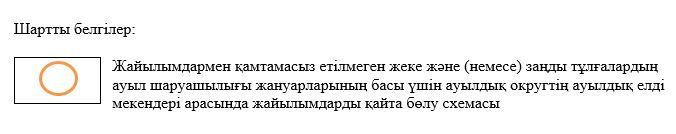 Шартты белгілер:
Жайылымдармен қамтамасыз етілмеген жеке және (немесе) заңды тұлғалардың
ауыл шаруашылығы жануарларының басы үшін ауылдық округтің ауылдық елді
мекендері арасында жайылымдарды қайта бөлу схемасы